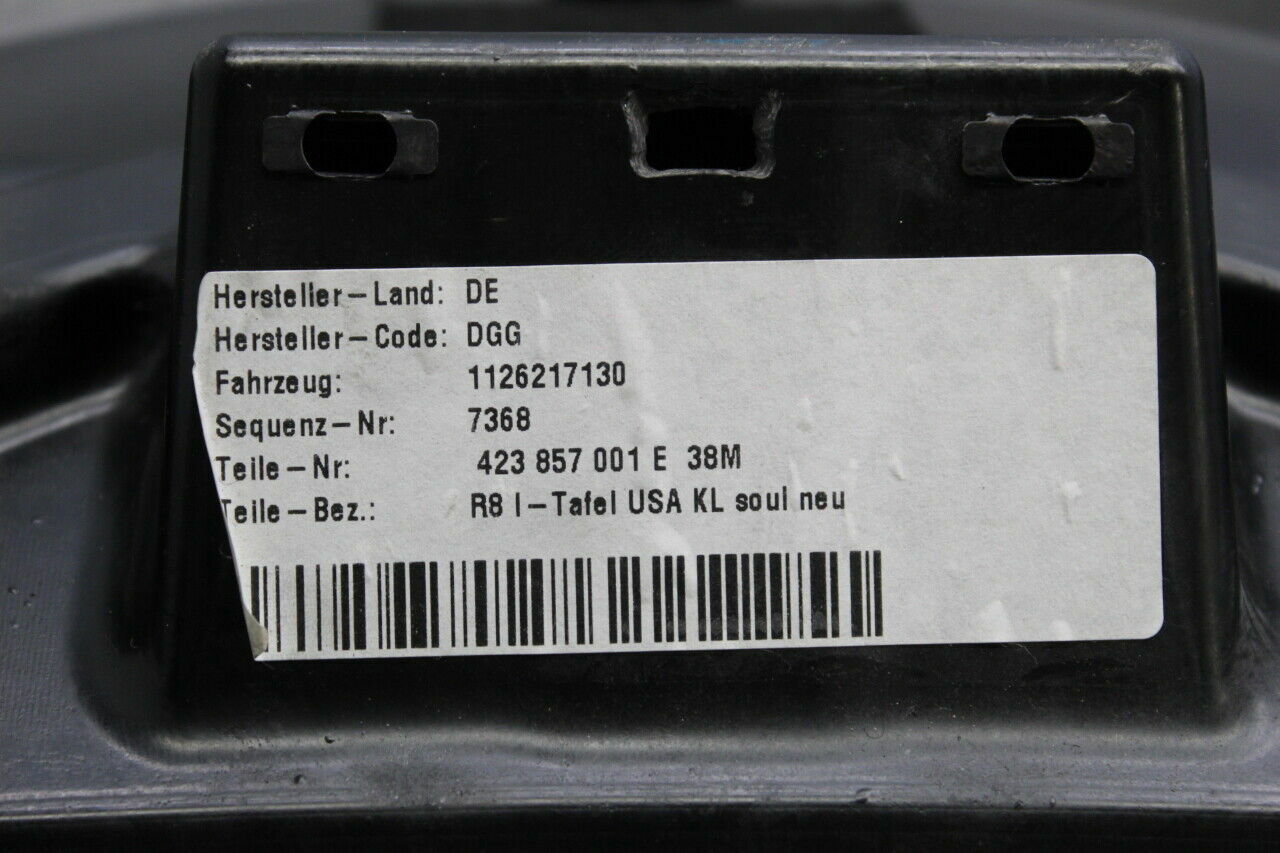 Hersteller-Land: DE
Hersteller-Code: DGG
Fahrzeug: 1126217130
Sequenz-Nr: 7368
Teile-Nr: 423 857 001 E 38M
Teile-Bez.: R8 I-Tafel USA KL soul neu